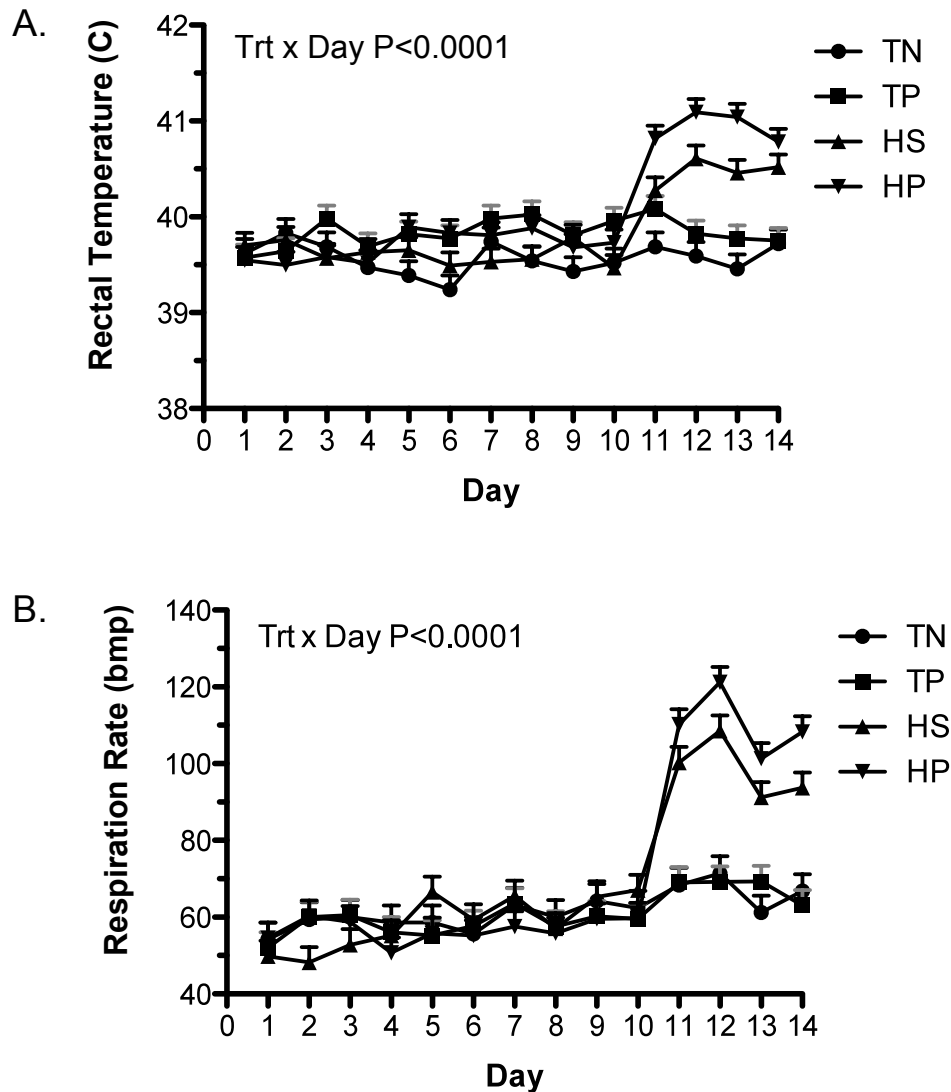 A.
Trt x Day P<0.0001
Rectal Temperature (C)
42
41
40
39
38
0 1 2 3 4 5 6 7 8 9 10 11 12 13 14
Day
TN
TP
HS
HP
B.
Trt x Day P<0.0001
Respiration Rate (bmp)
140
120
100
80
60
40
0 1 2 3 4 5 6 7 8 9 10 11 12 13 14
Day
TN
TP
HS
HP